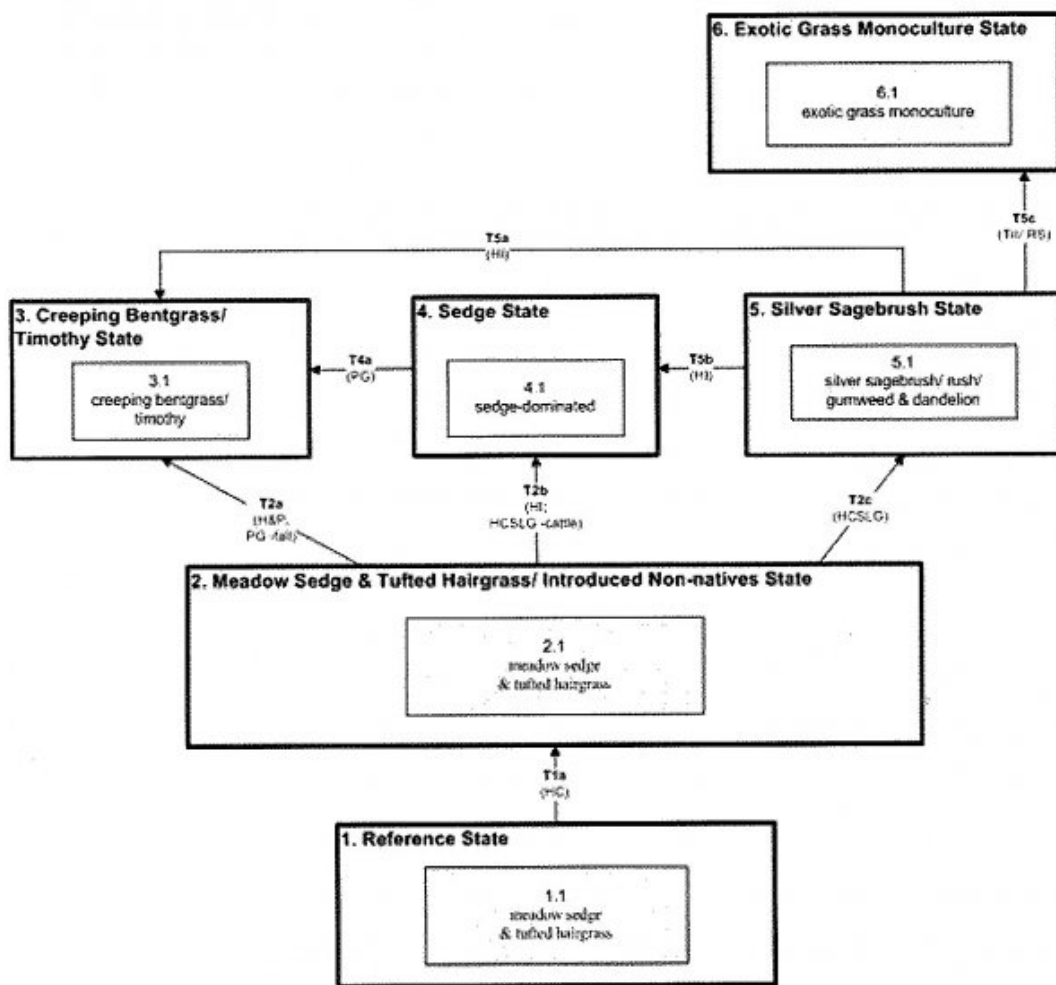 6. Exotic Grass Monoculture State
6.1
exotic grass monoculture
T5c
(Till/ RS)
T5a
(HI)
3. Creeping Bentgrass/
Timothy State
3.1
creeping bentgrass/
timothy
T4a
(PG)
4. Sedge State
4.1
sedge-dominated
T5b
(HI)
5. Silver Sagebrush State
5.1
silver sagebrush/ rush/
gumweed & dandelion
T2a
(H&P,
PG -fall)
T2b
(HI;
HCSLG -cattle)
T2c
(HCSLG)
2. Meadow Sedge & Tufted Hairgrass/ Introduced Non-natives State
2.1
meadow sedge
& tufted hairgrass
T1a
(HC)
1. Reference State
1.1
meadow sedge
& tufted hairgrass